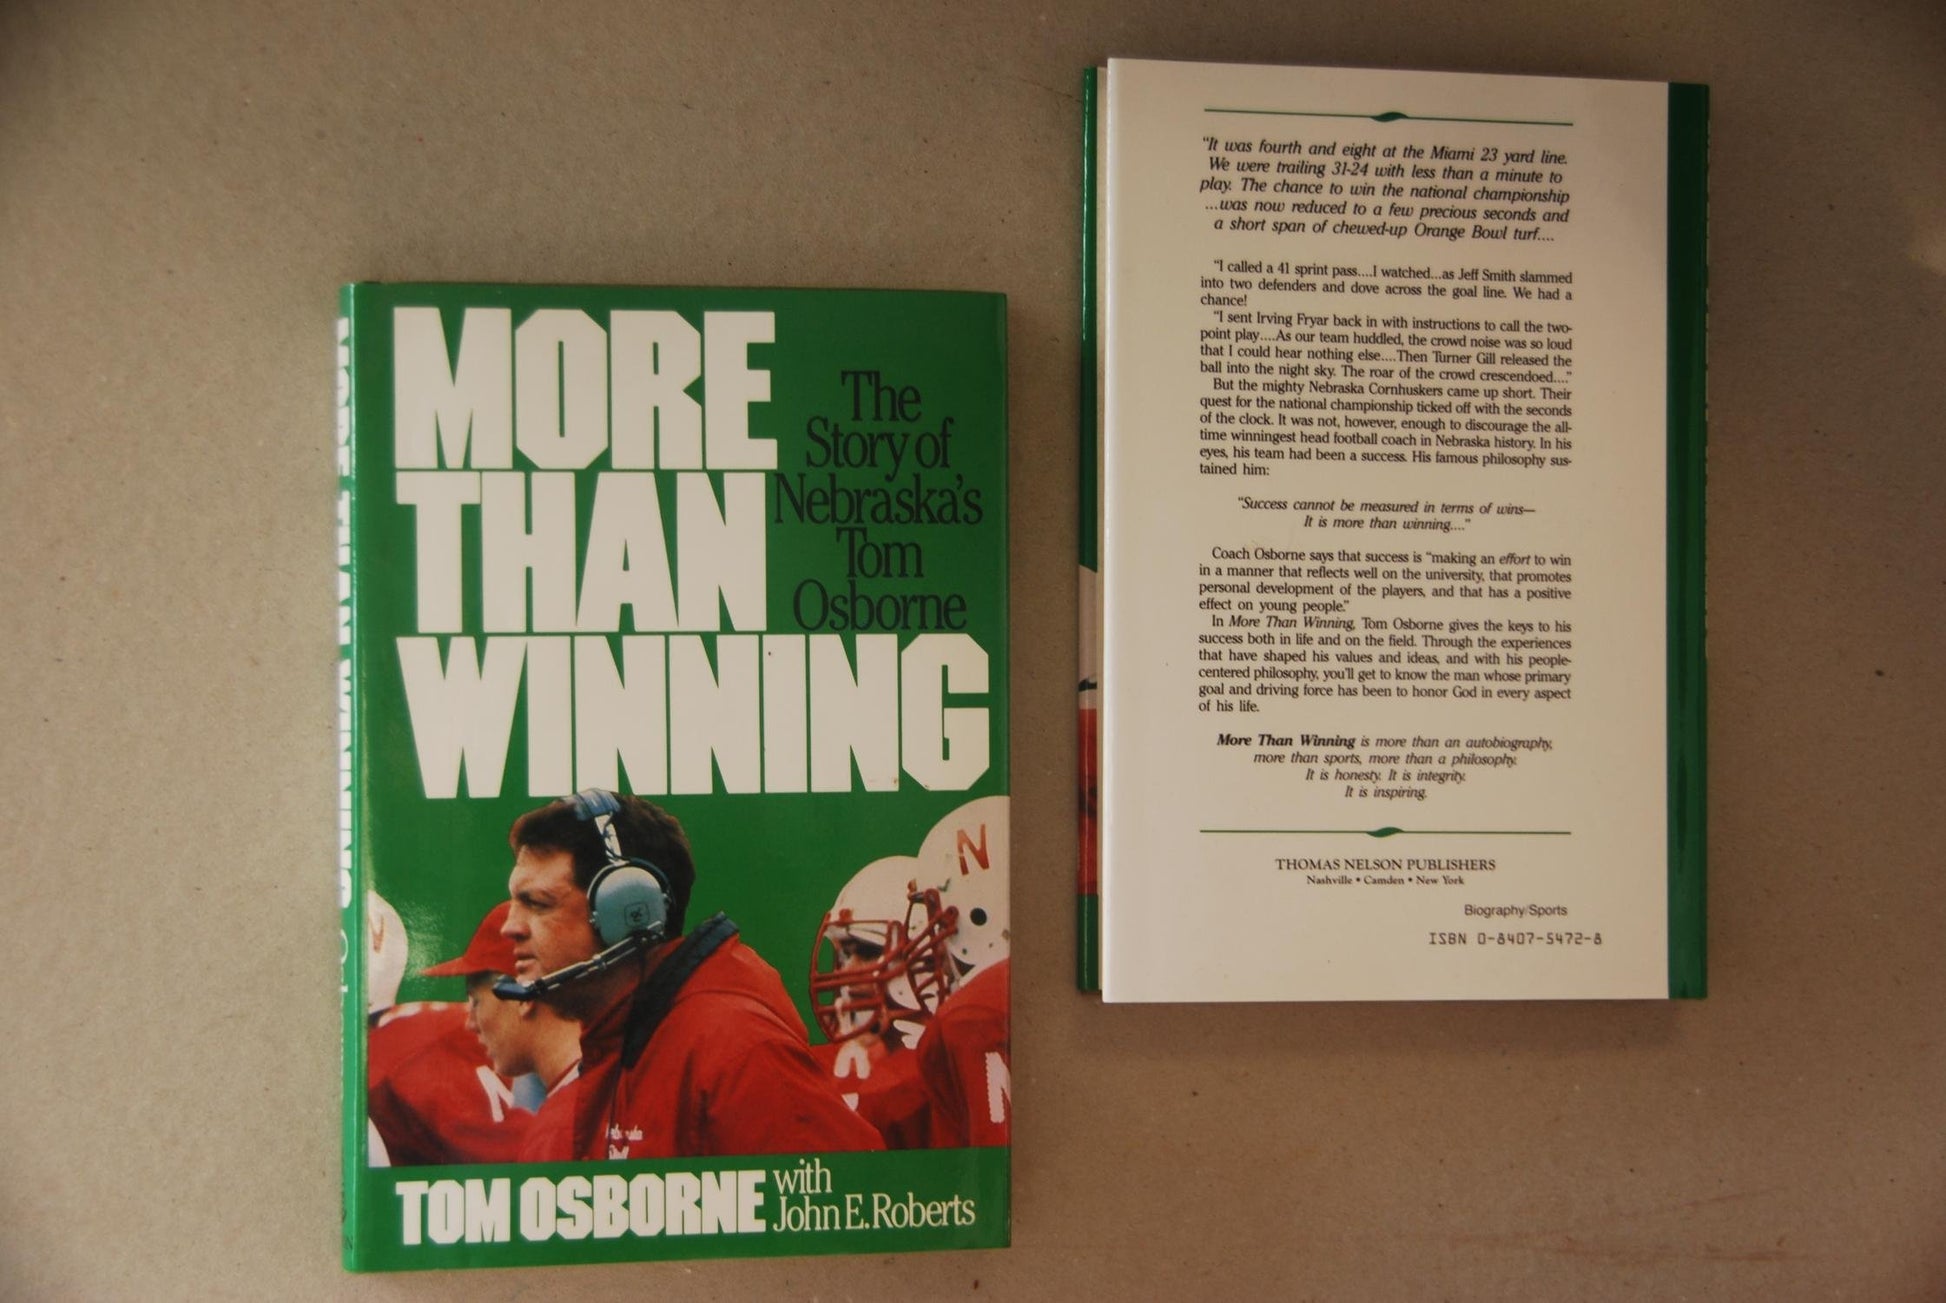 MORE
THAN
WINNING
The
Story of
Nebraska's
Tom
Osborne
N
N
N
TOM OSBORNE with
John E. Roberts
MORE THAN WINNING
"It was fourth and eight at the Miami 23 yard line.
We were trailing 31-24 with less than a minute to
play. The chance to win the national championship
...was now reduced to a few precious seconds and
a short span of chewed-up Orange Bowl turf....
"I called a 41 sprint pass....I watched...as Jeff Smith slammed
into two defenders and dove across the goal line. We had a
chance!
"I sent Irving Fryar back in with instructions to call the two-
point play....As our team huddled, the crowd noise was so loud
that I could hear nothing else....Then Turner Gill released the
ball into the night sky. The roar of the crowd crescendoed...."
But the mighty Nebraska Cornhuskers came up short. Their
quest for the national championship ticked off with the seconds
of the clock. It was not, however, enough to discourage the all-
time winningest head football coach in Nebraska history. In his
eyes, his team had been a success. His famous philosophy sus-
tained him:
"Success cannot be measured in terms of wins—
It is more than winning...."
Coach Osborne says that success is "making an effort to win
in a manner that reflects well on the university, that promotes
personal development of the players, and that has a positive
effect on young people."
In More Than Winning, Tom Osborne gives the keys to his
success both in life and on the field. Through the experiences
that have shaped his values and ideas, and with his people-
centered philosophy, you'll get to know the man whose primary
goal and driving force has been to honor God in every aspect
of his life.
More Than Winning is more than an autobiography,
more than sports, more than a philosophy.
It is honesty. It is integrity.
It is inspiring.
THOMAS NELSON PUBLISHERS
Nashville • Camden • New York
Biography/Sports
ISBN 0-8407-5472-8